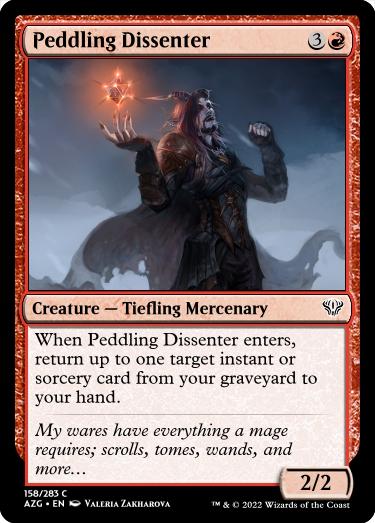 Peddling Dissenter 3
Creature — Tiefling Mercenary
When Peddling Dissenter enters,
return up to one target instant or
sorcery card from your graveyard to
your hand.
My wares have everything a mage
requires; scrolls, tomes, wands, and
more…
2/2
158/283 C
AZG • EN Valeria Zakharova
™ & © 2022 Wizards of the Coast